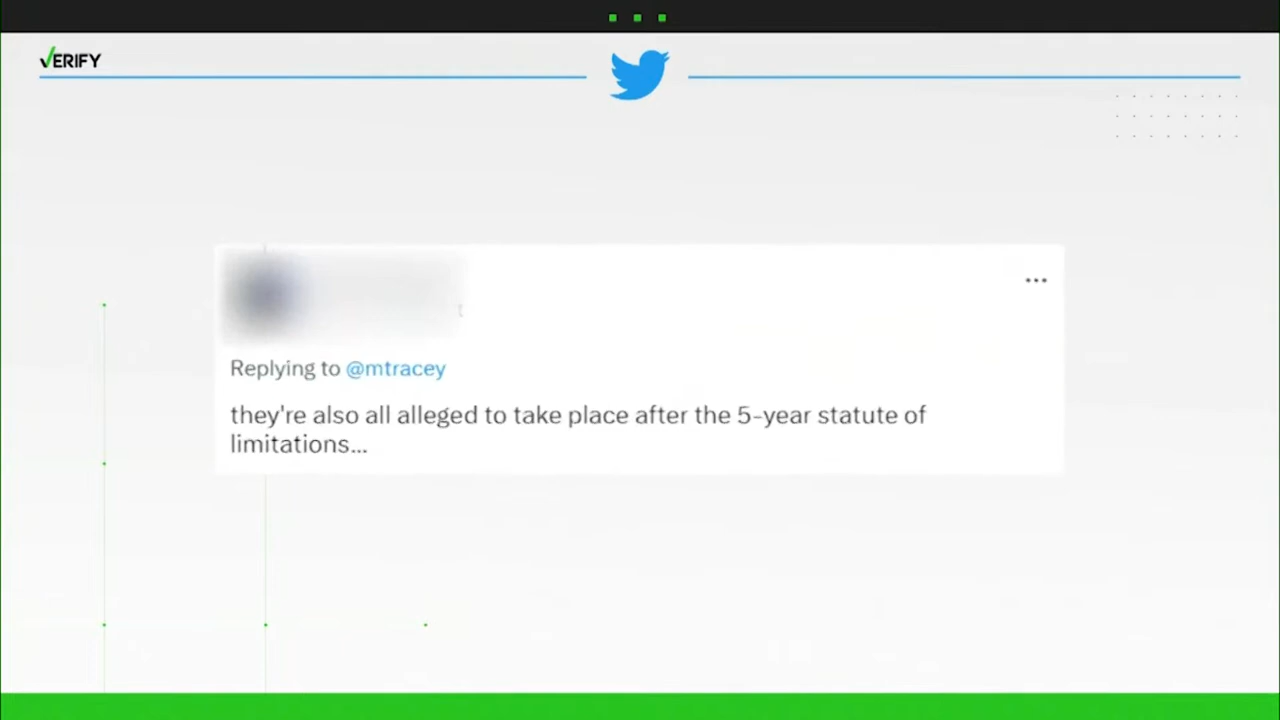 VERIFY
Replying to @mtracey
they're also all alleged to take place after the 5-year statute of
limitations...